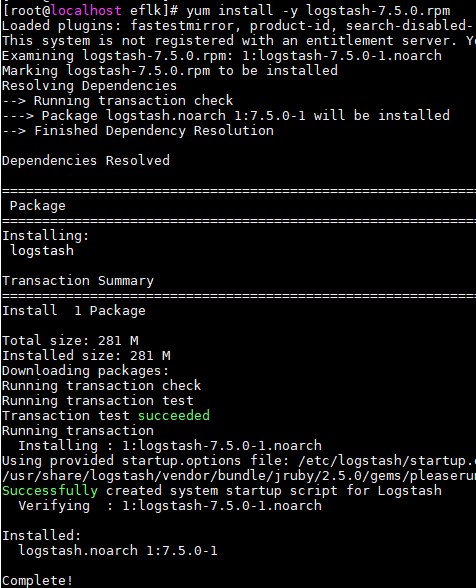 [root@localhost eflk]# yum install -y logstash-7.5.0.rpm
Loaded plugins: fastestmirror, product-id, search-disabled-
This system is not registered with an entitlement server.
Examining logstash-7.5.0.rpm: 1:logstash-7.5.0-1.noarch
Marking logstash-7.5.0.rpm to be installed
Resolving Dependencies
--> Running transaction check
---> Package logstash.noarch 1:7.5.0-1 will be installed
--> Finished Dependency Resolution
Dependencies Resolved
================================================================
Package
================================================================
Installing:
logstash
Transaction Summary
================================================================
Install  1 Package
Total size: 281 M
Installed size: 281 M
Downloading packages:
Running transaction check
Running transaction test
Transaction test succeeded
Running transaction
Installing : 1:logstash-7.5.0-1.noarch
Using provided startup.options file: /etc/logstash/startup.
/usr/share/logstash/vendor/bundle/jruby/2.5.0/gems/pleaserun
Successfully created system startup script for Logstash
Verifying  : 1:logstash-7.5.0-1.noarch
Installed:
logstash.noarch 1:7.5.0-1
Complete!